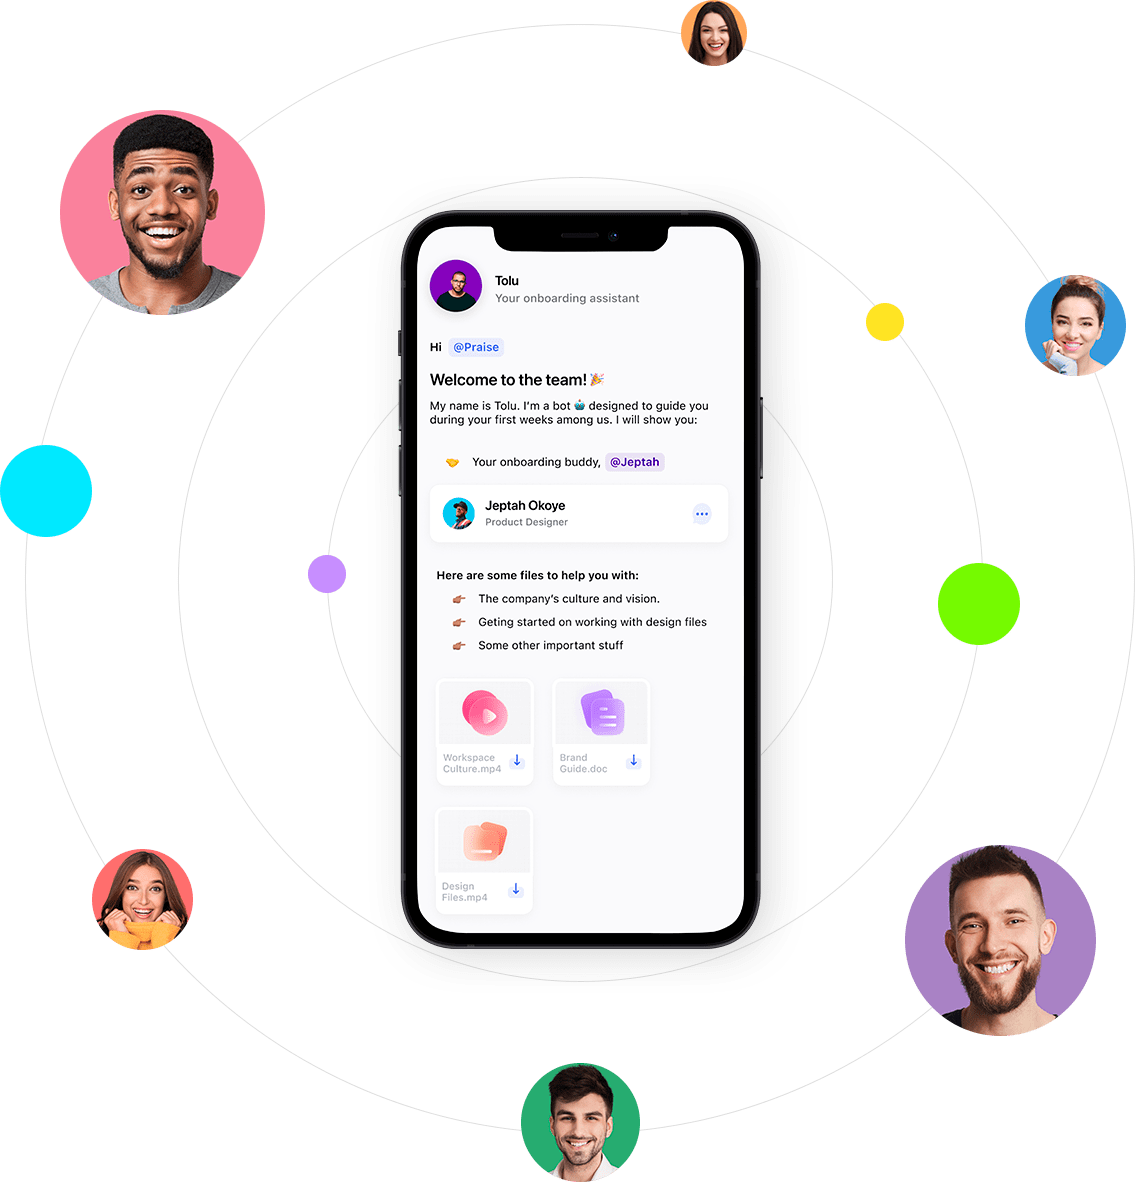 Tolu
Your onboarding assistant
Hi @Praise
Welcome to the team! 🎉
My name is Tolu. I'm a bot 🤖 designed to guide you
during your first weeks among us. I will show you:
🤝 Your onboarding buddy, @Jeptah
Jeptah Okoye
Product Designer
Here are some files to help you with:
👉 The company's culture and vision.
👉 Geting started on working with design files
👉 Some other important stuff
Workspace
Culture.mp4
Brand
Guide.doc
Design
Files.mp4